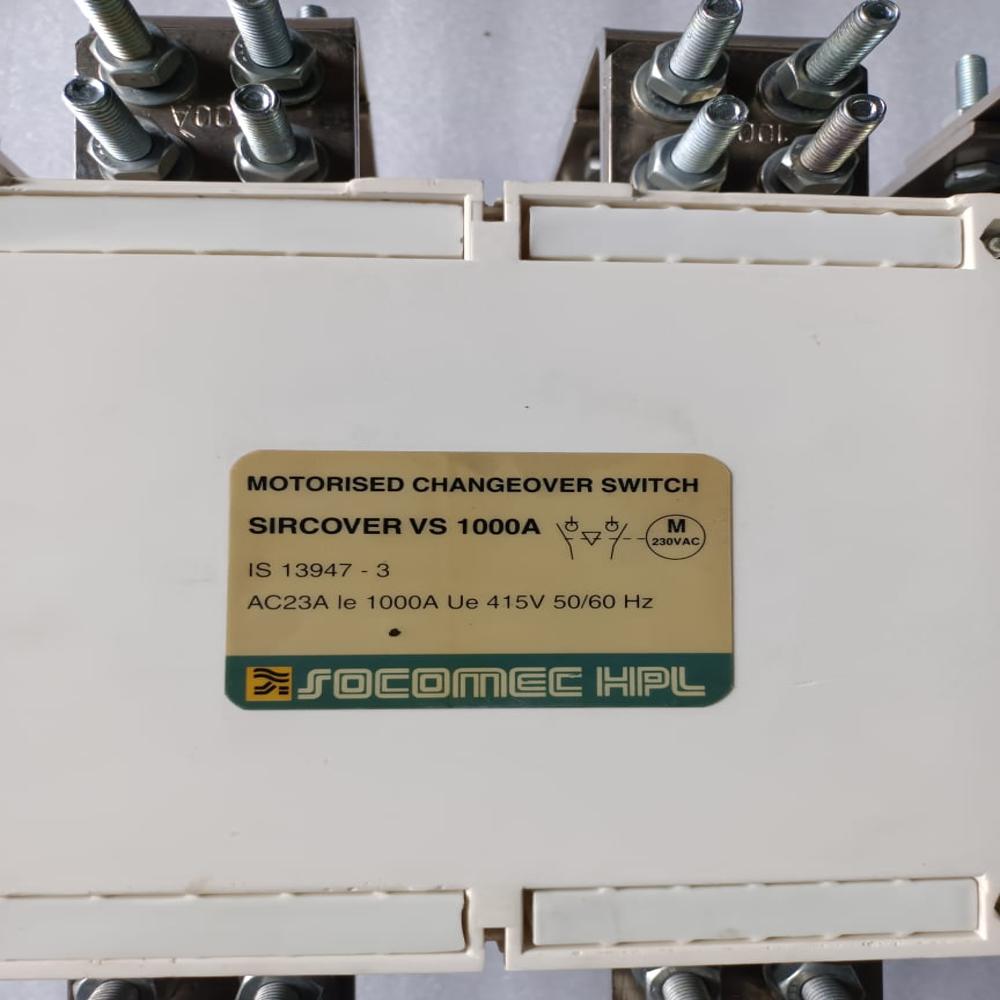 MOTORISED CHANGEOVER SWITCH
SIRCOVER VS 1000A
M
230VAC
IS 13947 - 3
AC23A Ie 1000A Ue 415V 50/60 Hz
SOCOMEC HPL